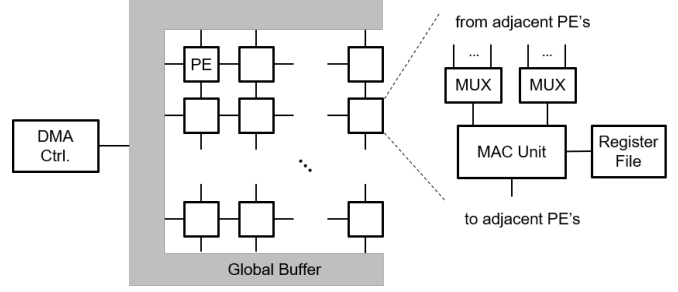 from adjacent PE's
...
...
PE
MUX
MUX
DMA
Ctrl.
MAC Unit
Register
File
to adjacent PE's
Global Buffer